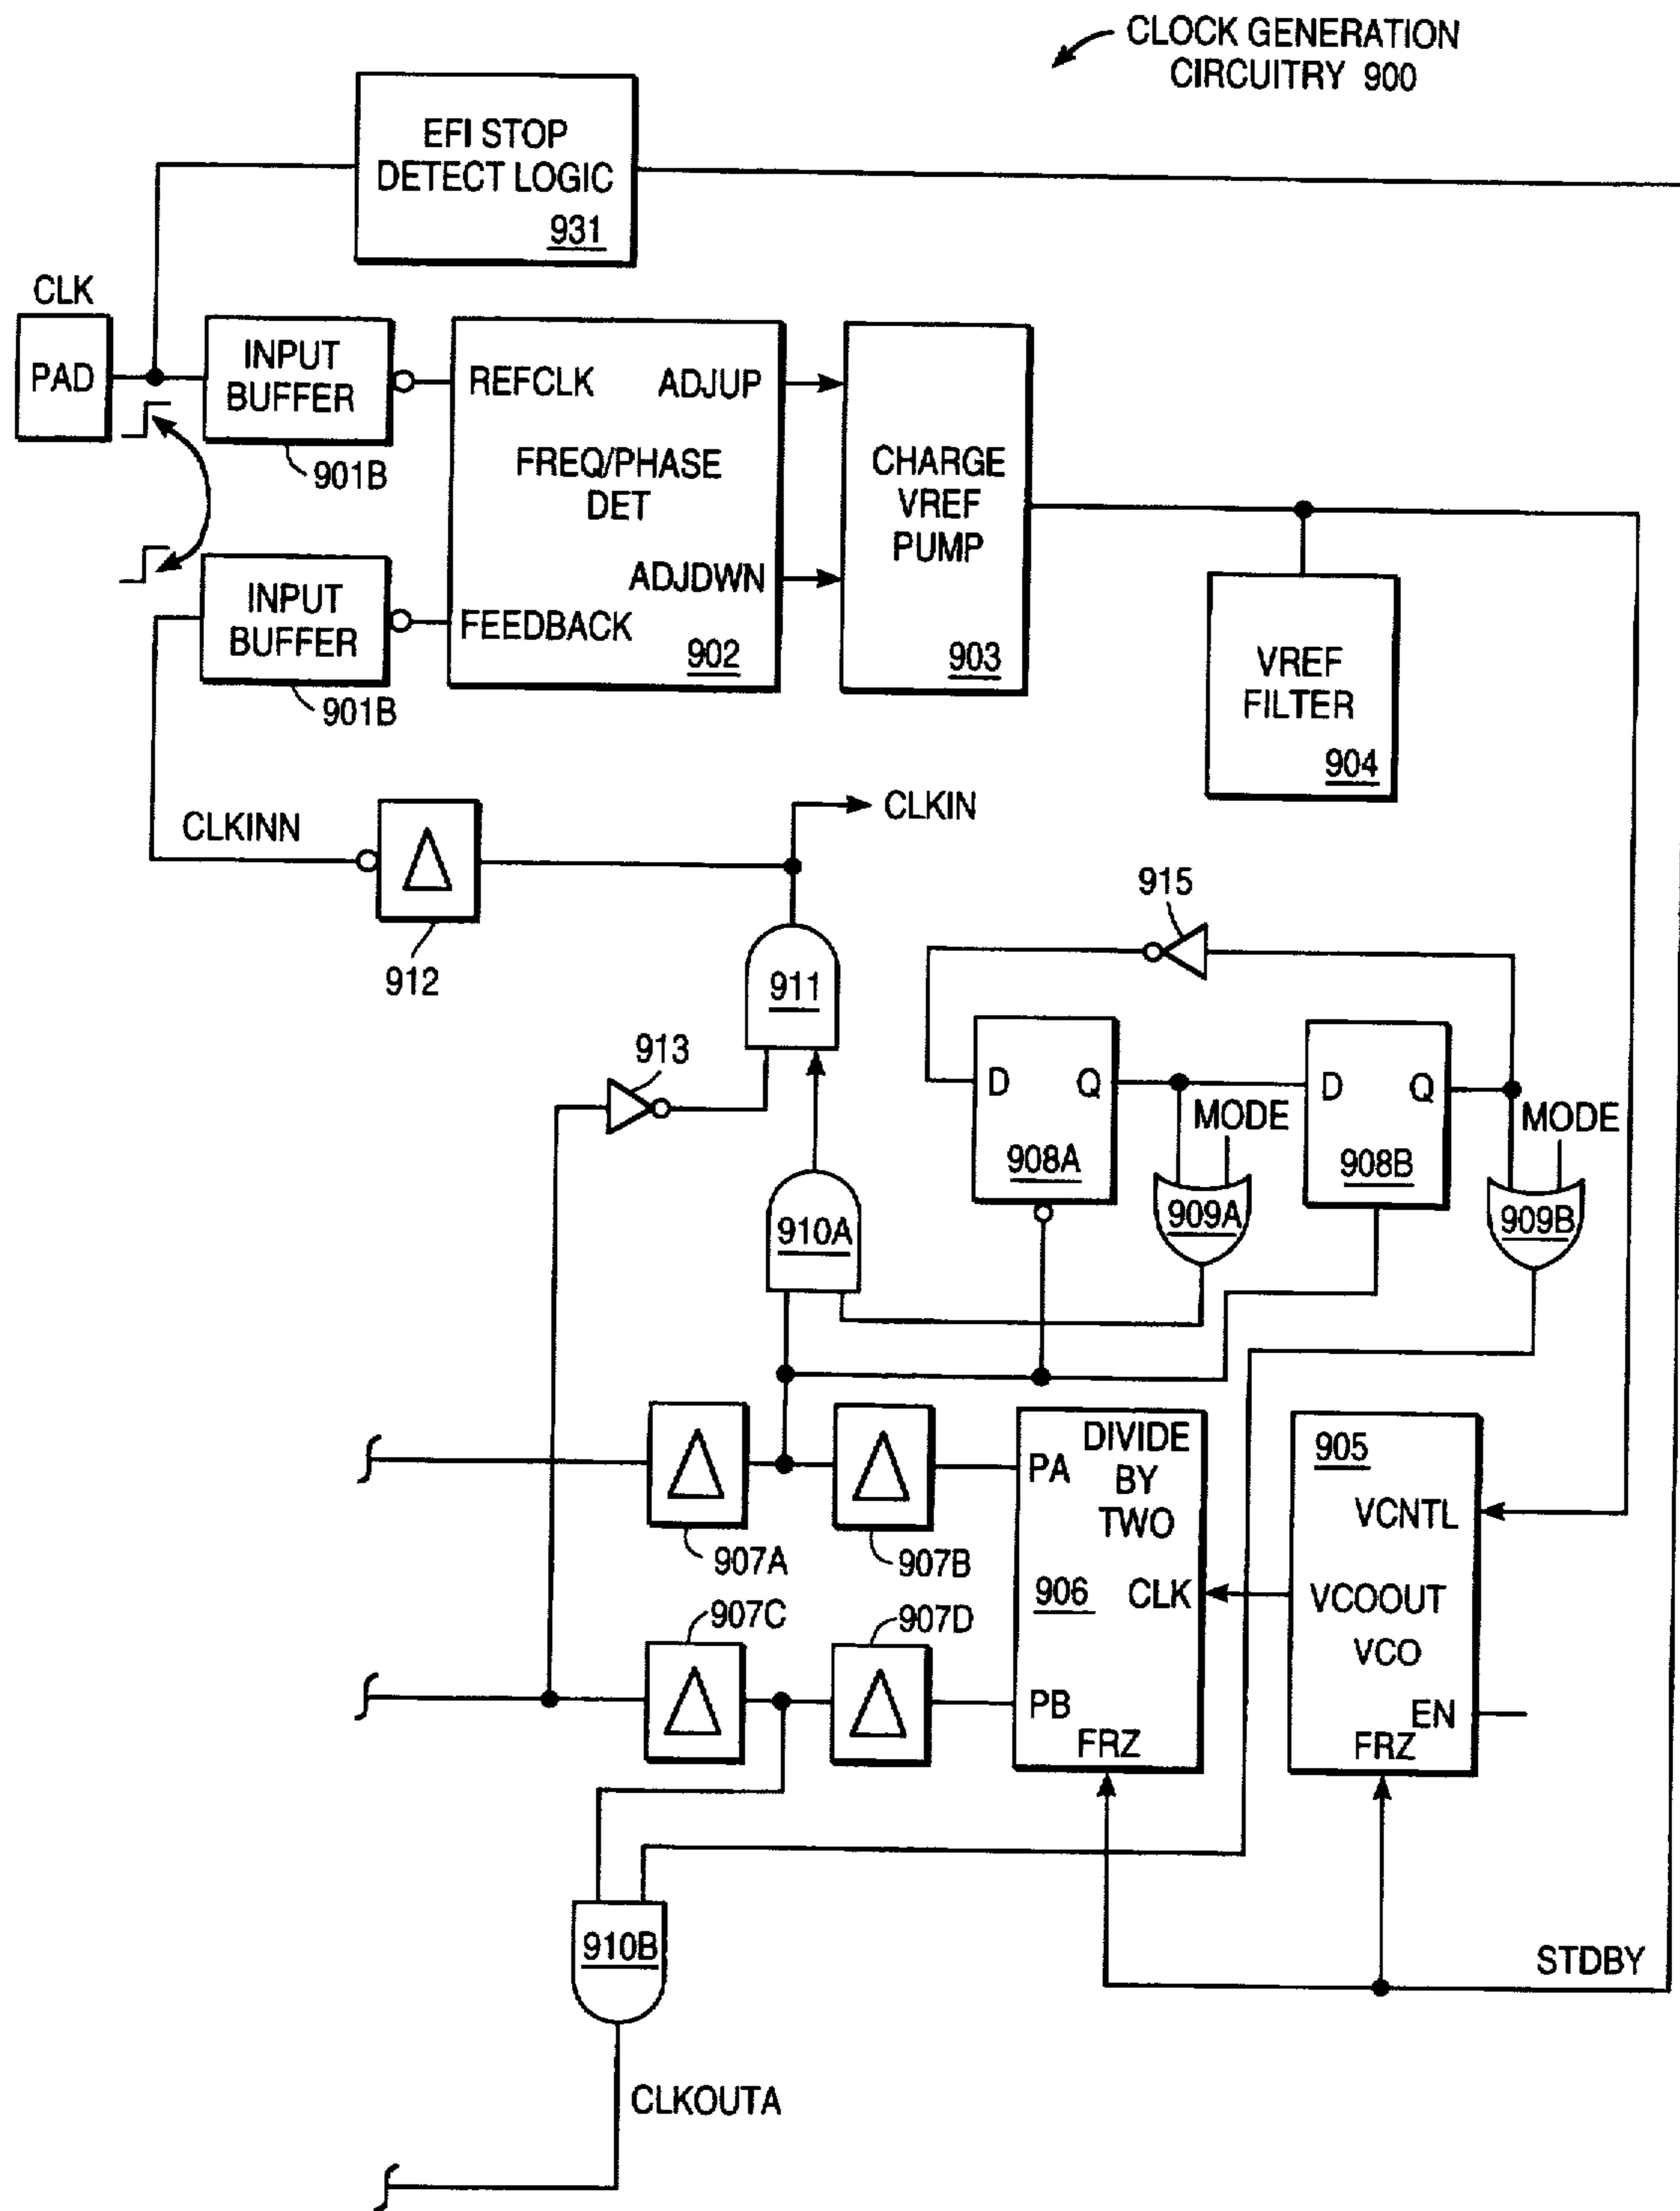 CLOCK GENERATION
CIRCUITRY 900
EFI STOP
DETECT LOGIC
931
CLK
PAD
INPUT
BUFFER
901B
REFCLK
ADJUP
FREQ/PHASE
DET
ADJDWN
FEEDBACK
902
CHARGE
VREF
PUMP
903
INPUT
BUFFER
901B
VREF
FILTER
904
CLKIN
CLKINN
Δ
912
911
915
913
D
Q
908A
MODE
909A
D
Q
908B
MODE
909B
910A
Δ
907A
Δ
907B
PA
DIVIDE
BY
TWO
906
CLK
PB
FRZ
905
VCNTL
VCOOUT
VCO
EN
FRZ
907C
Δ
907D
Δ
910B
STDBY
CLKOUTA